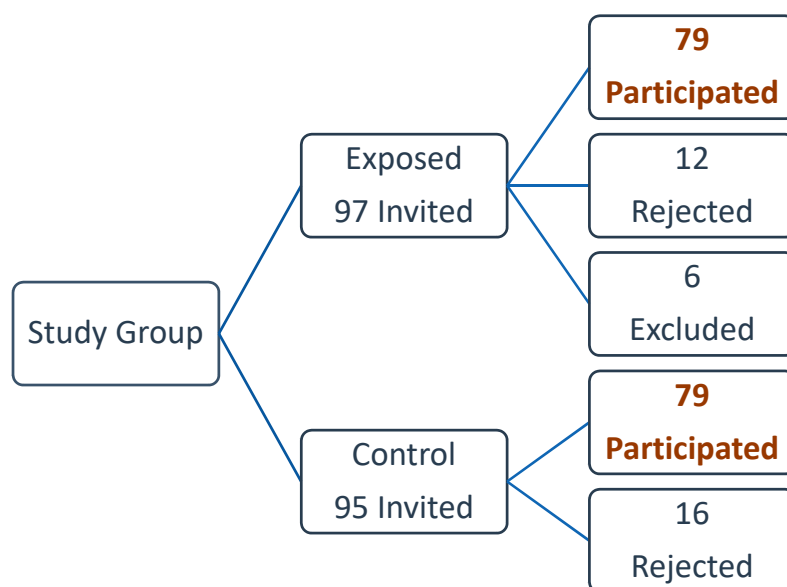 Study Group
Exposed
97 Invited
79
Participated
12
Rejected
6
Excluded
Control
95 Invited
79
Participated
16
Rejected